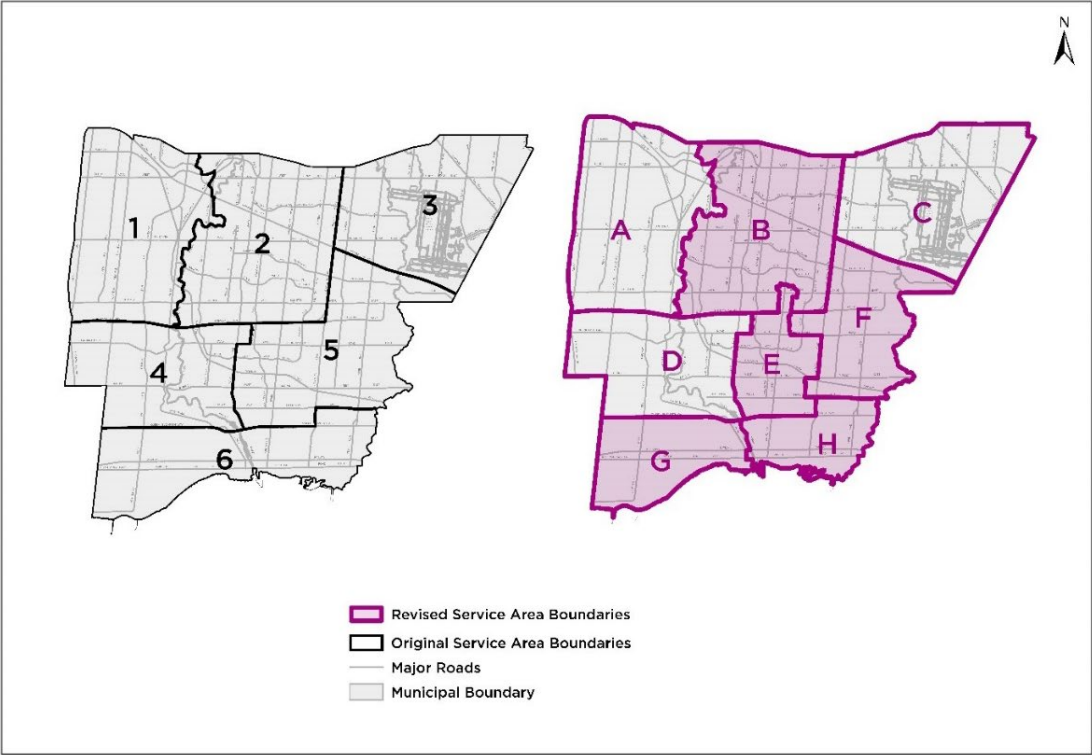 N
1
2
3
4
5
6
A
B
C
D
E
F
G
H
Revised Service Area Boundaries
Original Service Area Boundaries
Major Roads
Municipal Boundary